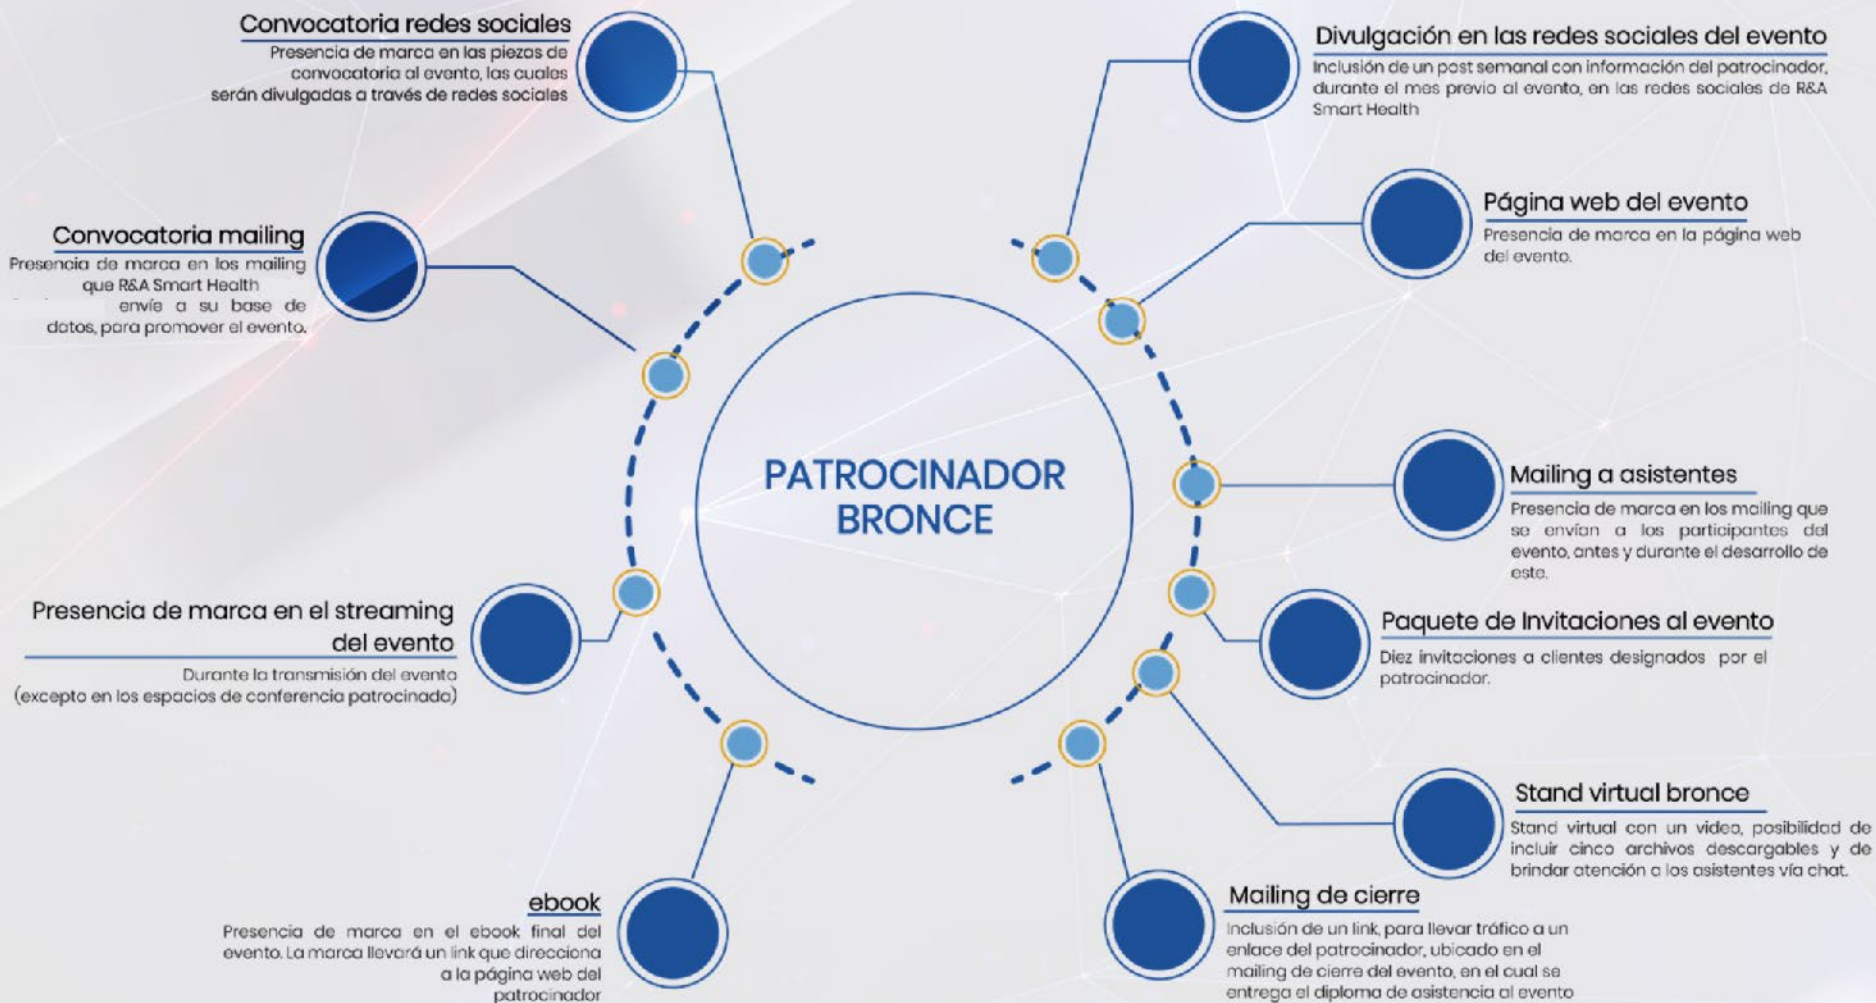 Convocatoria redes sociales
Presencia de marca en las piezas de
convocatoria al evento, las cuales
serán divulgadas a través de redes sociales
Convocatoria mailing
Presencia de marca en los mailing
que R&A Smart Health
envíe a su base de
datos, para promover el evento.
Presencia de marca en el streaming
del evento
Durante la transmisión del evento
(excepto en los espacios de conferencia patrocinada)
ebook
Presencia de marca en el ebook final del
evento. La marca llevará un link que direcciona
a la página web del
patrocinador
PATROCINADOR
BRONCE
Divulgación en las redes sociales del evento
Inclusión de un post semanal con información del patrocinador,
durante el mes previo al evento, en las redes sociales de R&A
Smart Health
Página web del evento
Presencia de marca en la página web
del evento.
Mailing a asistentes
Presencia de marca en los mailing que
se envían a los participantes del
evento, antes y durante el desarrollo de
este.
Paquete de Invitaciones al evento
Diez invitaciones a clientes designados por el
patrocinador.
Stand virtual bronce
Stand virtual con un video, posibilidad de
incluir cinco archivos descargables y de
brindar atención a los asistentes vía chat.
Mailing de cierre
Inclusión de un link, para llevar tráfico a un
enlace del patrocinador, ubicado en el
mailing de cierre del evento, en el cual se
entrega el diploma de asistencia al evento